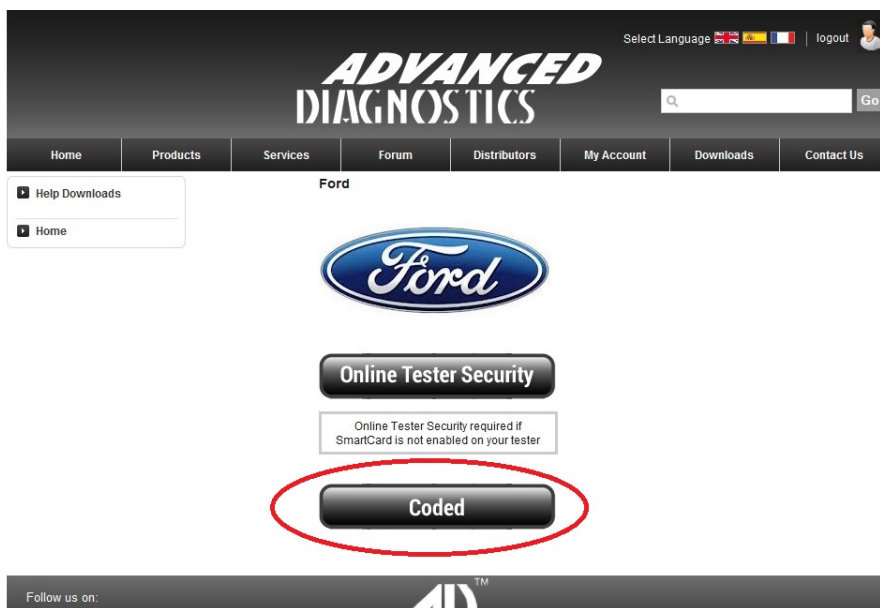 Select Language | logout
ADVANCED
DIAGNOSTICS
Go
Home Products Services Forum Distributors My Account Downloads Contact Us
Help Downloads
Home
Ford
Ford
Online Tester Security
Online Tester Security required if
SmartCard is not enabled on your tester
Coded
Follow us on:
AD TM